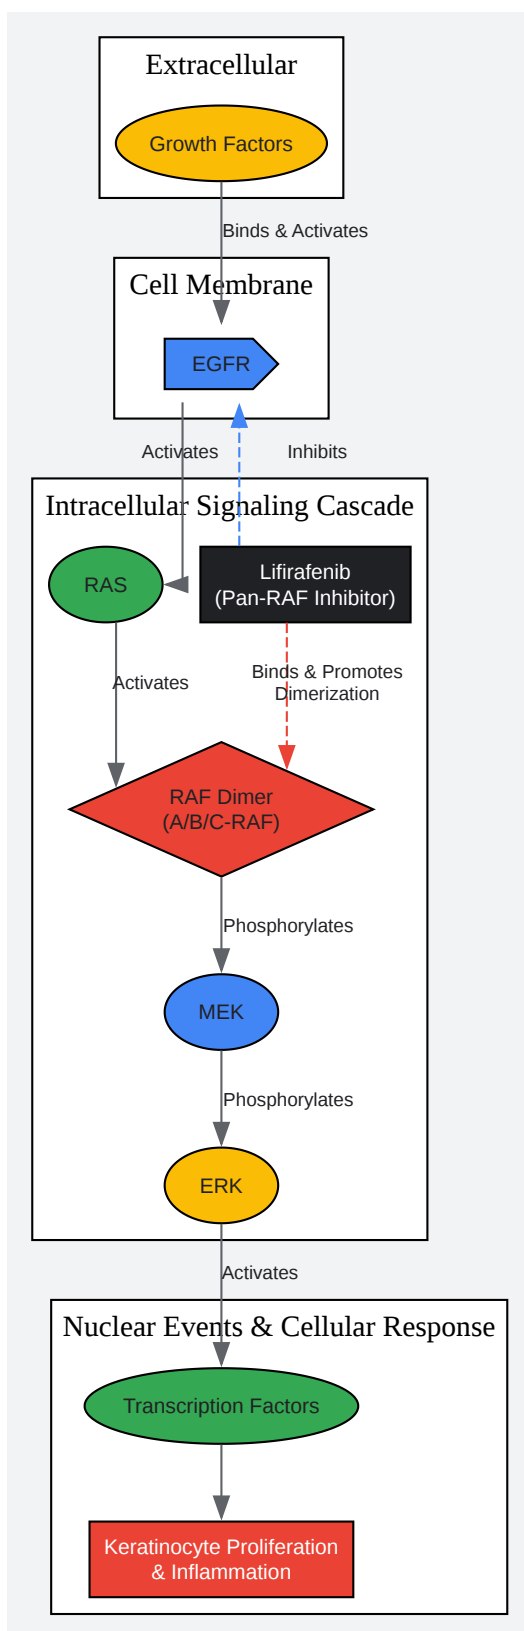 Extracellular
Growth Factors
Binds & Activates
Cell Membrane
EGFR
Activates
Inhibits
Intracellular Signaling Cascade
RAS
Lifirafenib
(Pan-RAF Inhibitor)
Activates
Binds & Promotes
Dimerization
RAF Dimer
(A/B/C-RAF)
Phosphorylates
MEK
Phosphorylates
ERK
Activates
Nuclear Events & Cellular Response
Transcription Factors
Keratinocyte Proliferation
& Inflammation